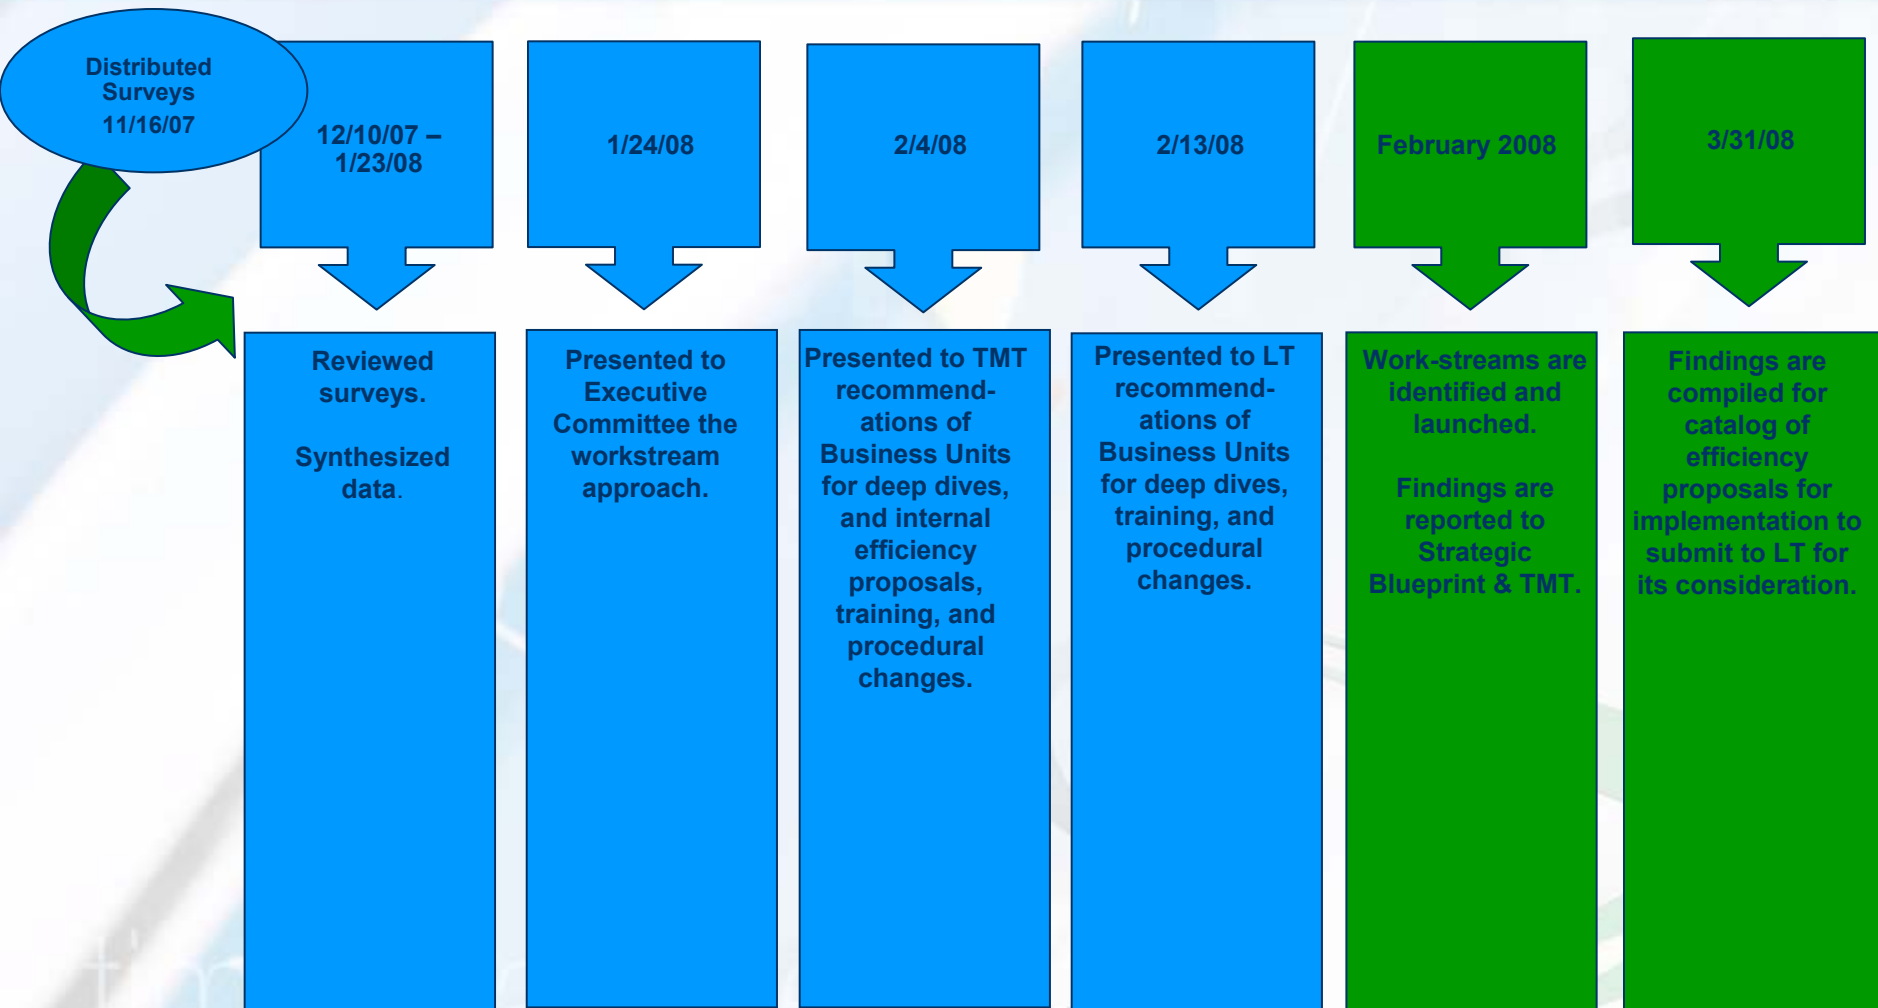 Distributed
Surveys
11/16/07
12/10/07 –
1/23/08
1/24/08
2/4/08
2/13/08
February 2008
3/31/08
Reviewed
surveys.
Synthesized
data.
Presented to
Executive
Committee the
workstream
approach.
Presented to TMT
recommend-
ations of
Business Units
for deep dives,
and internal
efficiency
proposals,
training, and
procedural
changes.
Presented to LT
recommend-
ations of
Business Units
for deep dives,
training, and
procedural
changes.
Work-streams are
identified and
launched.
Findings are
reported to
Strategic
Blueprint & TMT.
Findings are
compiled for
catalog of
efficiency
proposals for
implementation to
submit to LT for
its consideration.